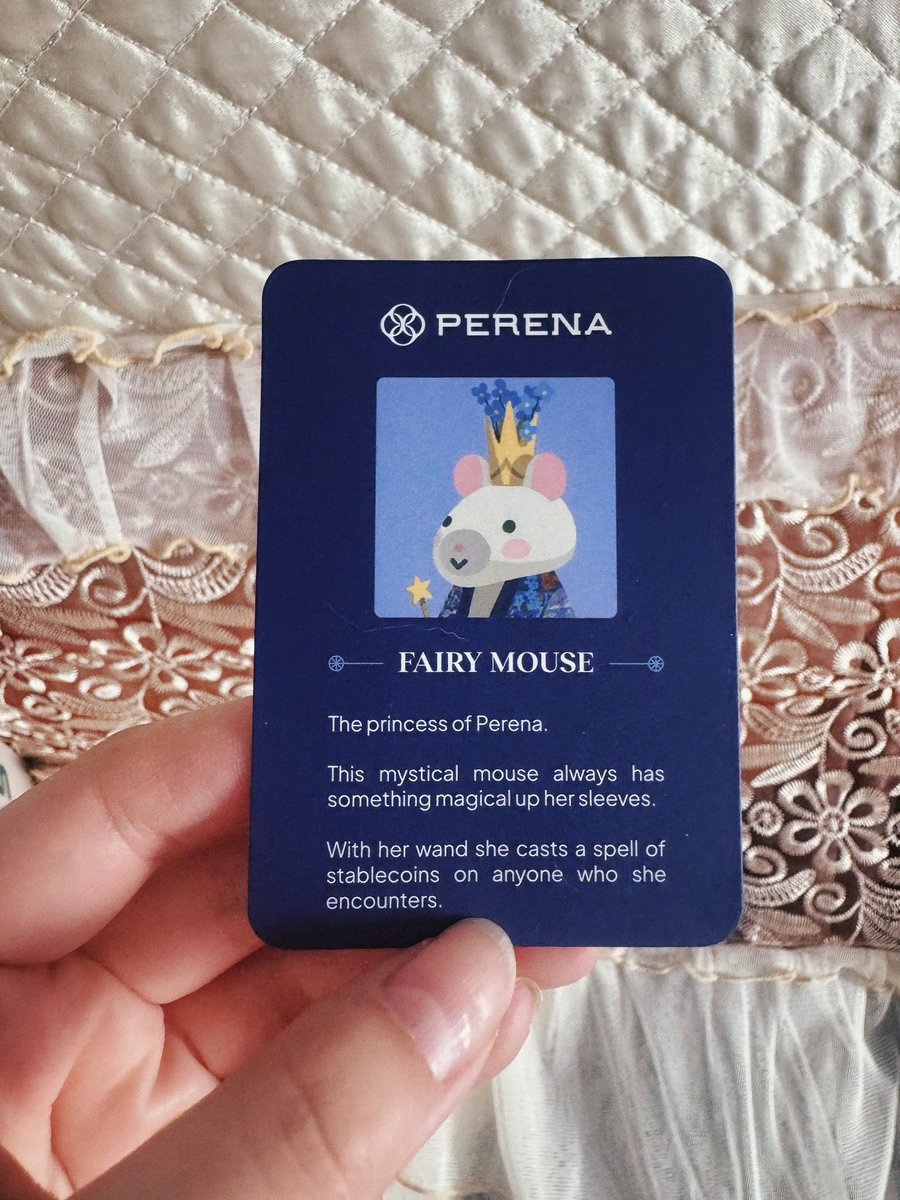 PERENA
FAIRY MOUSE
The princess of Perena.
This mystical mouse always has
something magical up her sleeves.
With her wand she casts a spell of
stablecoins on anyone who she
encounters.